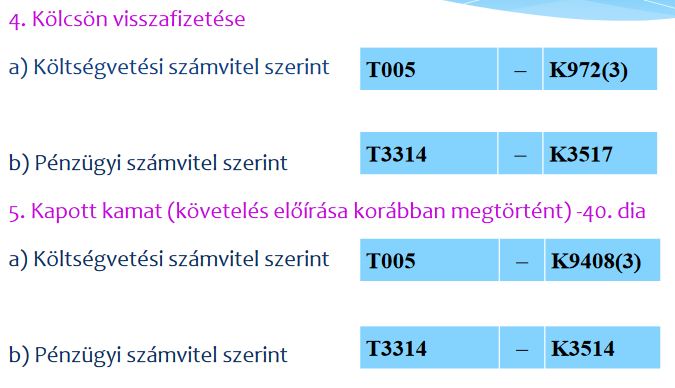 4. Kölcsön visszafizetése
a) Költségvetési számvitel szerint T005 – K972(3)
b) Pénzügyi számvitel szerint T3314 – K3517
5. Kapott kamat (követelés előírása korábban megtörtént) -40. dia
a) Költségvetési számvitel szerint T005 – K9408(3)
b) Pénzügyi számvitel szerint T3314 – K3514